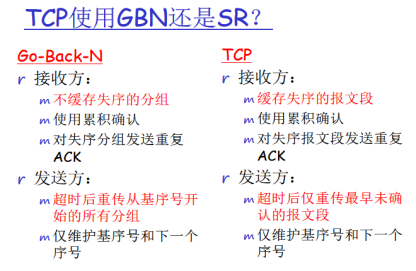 TCP使用GBN还是SR？
Go-Back-N
r 接收方：
m 不缓存失序的分组
m 使用累积确认
m 对失序分组发送重复
ACK
r 发送方：
m 超时后重传从基序号开
始的所有分组
m 仅维护基序号和下一个
序号
TCP
r 接收方：
m 缓存失序的报文段
m 使用累积确认
m 对失序报文段发送重复
ACK
r 发送方：
m 超时后仅重传最早未确
认的报文段
m 仅维护基序号和下一个
序号